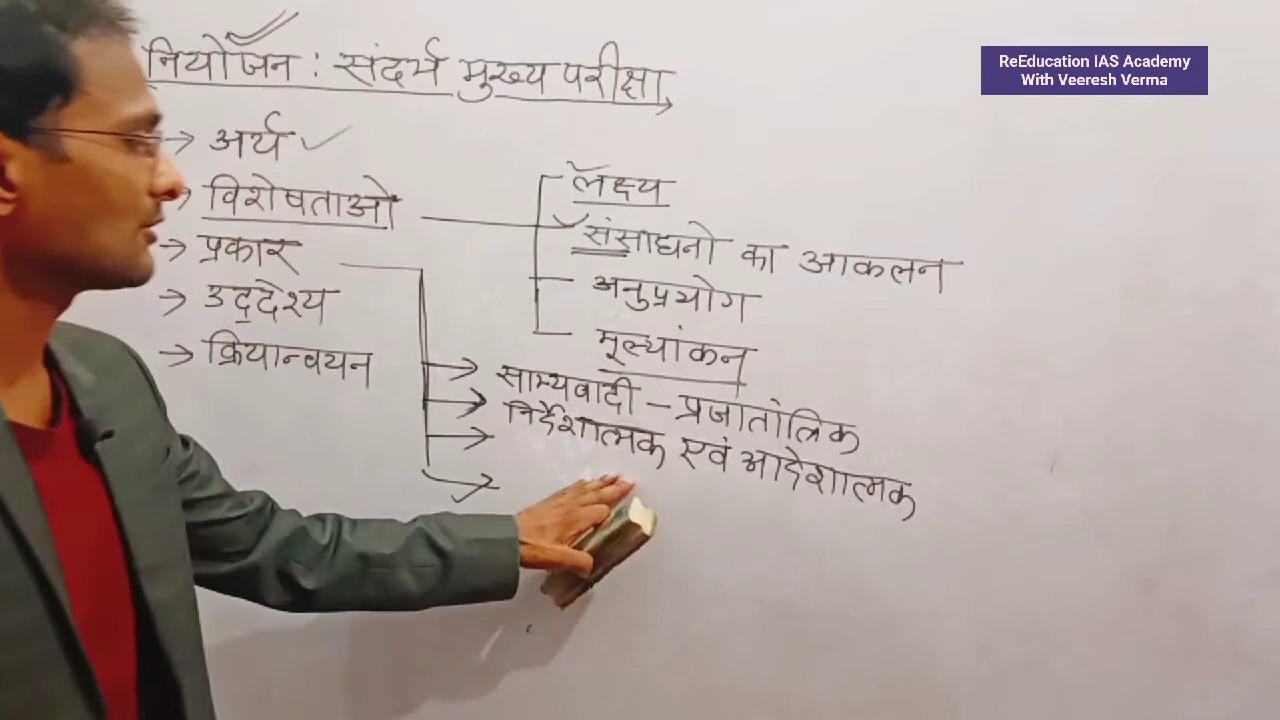 नियोजन : संदर्भ मुख्य परीक्षा
ReEducation IAS Academy
With Veeresh Verma
→ अर्थ ✓
विशेषताओ
→ प्रकार
→ उद्देश्य
→ क्रियान्वयन
लक्ष्य
संसाधनो का आकलन
अनुप्रयोग
मूल्यांकन
साम्यवादी - प्रजातांत्रिक
निर्देशात्मक एवं आदेशात्मक